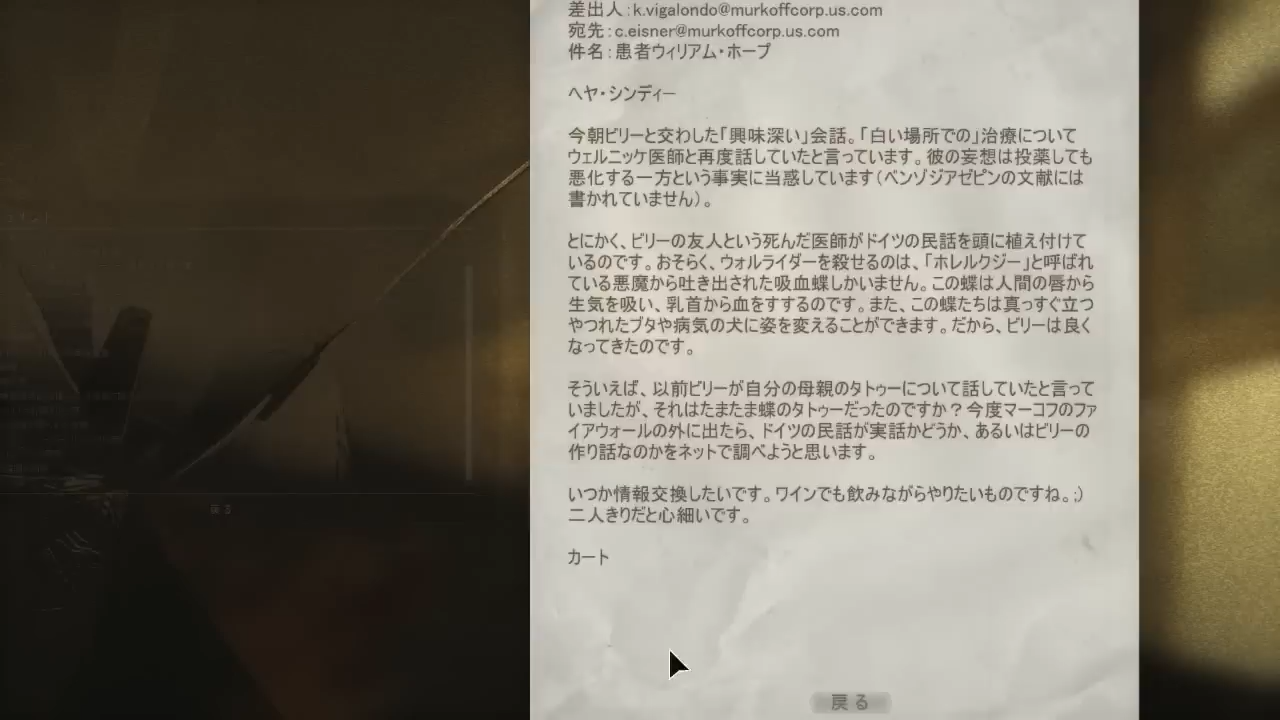 差出人：k.vigalondo@murkoffcorp.us.com
宛先：c.eisner@murkoffcorp.us.com
件名：患者ウィリアム・ホープ
ヘヤ・シンディー
今朝ビリーと交わした「興味深い」会話。「白い場所での」治療について
ウェルニッケ医師と再度話していたと言っています。彼の妄想は投薬しても
悪化する一方という事実に当惑しています（ベンゾジアゼピンの文献には
書かれていません）。
とにかく、ビリーの友人という死んだ医師がドイツの民話を頭に植え付けて
いるのです。おそらく、ウォルライダーを殺せるのは、「ホレルクジー」と呼ばれ
ている悪魔から吐き出された吸血蝶しかいません。この蝶は人間の唇から
生気を吸い、乳首から血をすするのです。また、この蝶たちは真っすぐ立つ
やつれたブタや病気の犬に姿を変えることができます。だから、ビリーは良く
なってきたのです。
そういえば、以前ビリーが自分の母親のタトゥーについて話していたと言って
いましたが、それはたまたま蝶のタトゥーだったのですか？今度マーコフのファ
イアウォールの外に出たら、ドイツの民話が実話かどうか、あるいはビリーの
作り話なのかをネットで調べようと思います。
いつか情報交換したいです。ワインでも飲みながらやりたいものですね。;）
二人きりだと心細いです。
カート
戻る
戻る